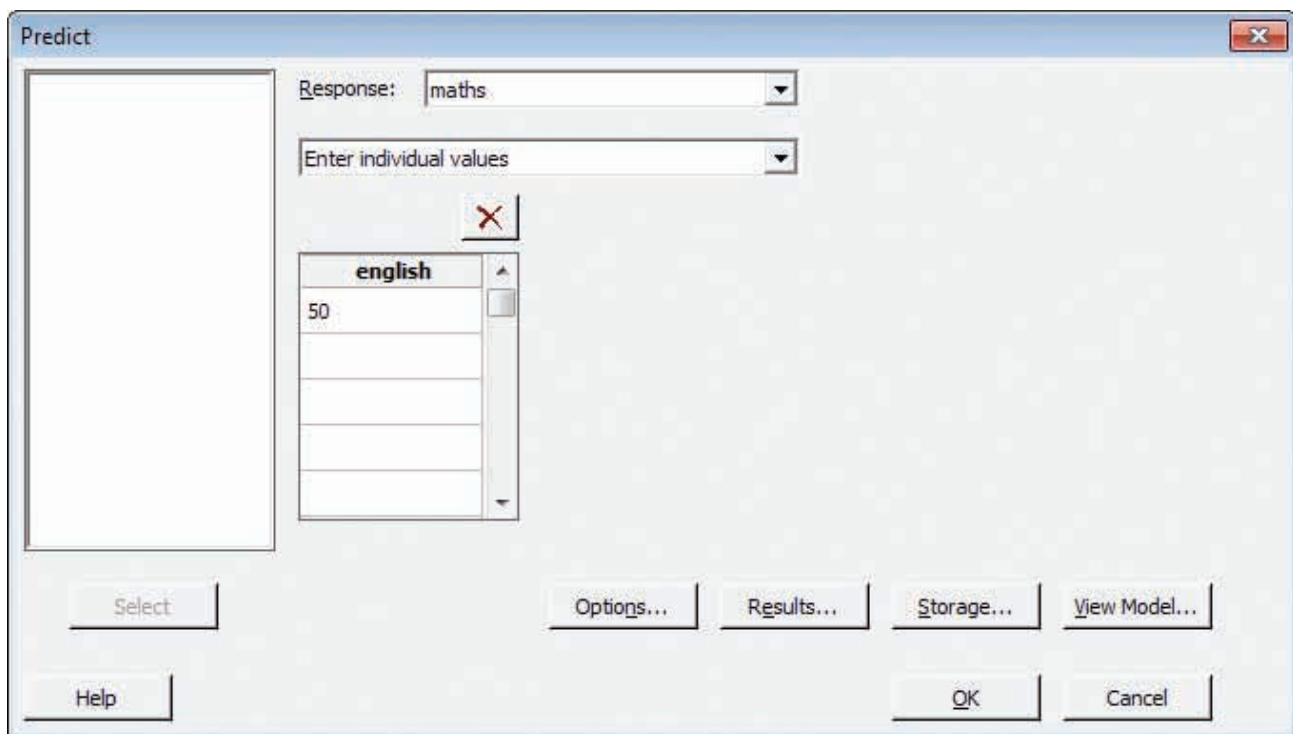 Predict
Response: maths
Enter individual values
english
50
Select
Options... Results... Storage... View Model...
Help OK Cancel